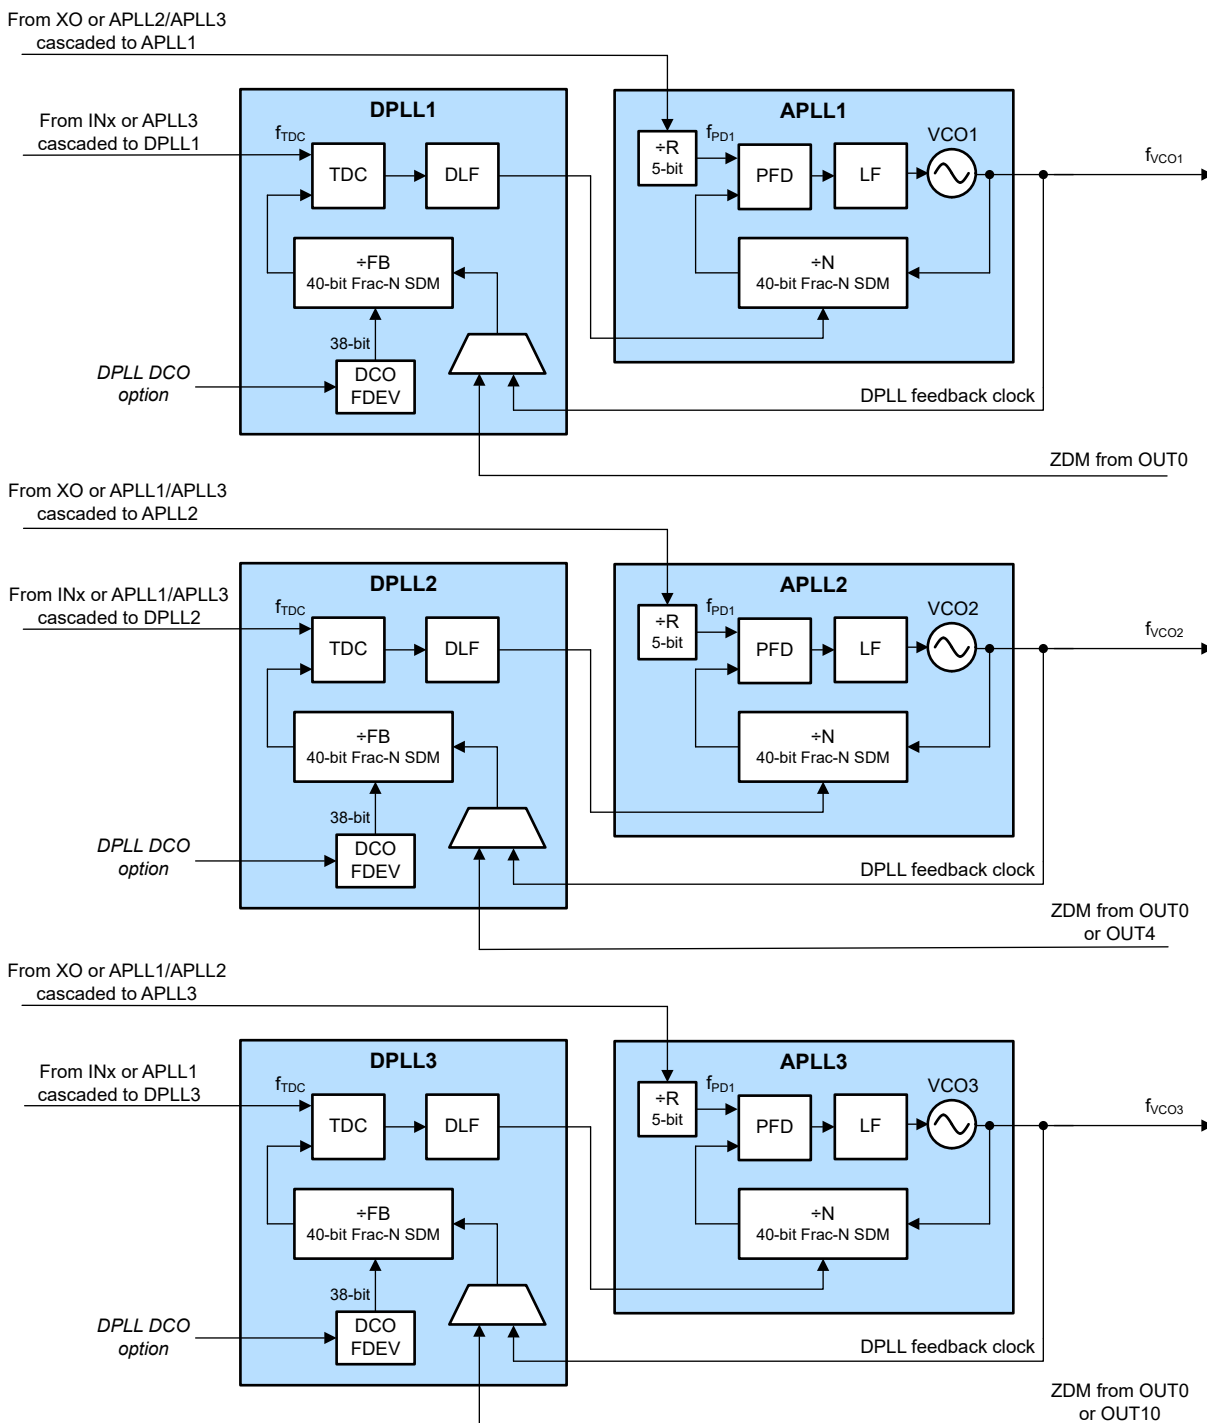 From XO or APLL2/APLL3
cascaded to APLL1
DPLL1
APLL1
From INx or APLL3
cascaded to DPLL1
fTDC
TDC
DLF
÷R
5-bit
fPD1
PFD
LF
VCO1
fVCO1
÷FB
40-bit Frac-N SDM
÷N
40-bit Frac-N SDM
38-bit
DPLL DCO
option
DCO
FDEV
DPLL feedback clock
ZDM from OUT0
From XO or APLL1/APLL3
cascaded to APLL2
DPLL2
APLL2
From INx or APLL1/APLL3
cascaded to DPLL2
fTDC
TDC
DLF
÷R
5-bit
fPD1
PFD
LF
VCO2
fVCO2
÷FB
40-bit Frac-N SDM
÷N
40-bit Frac-N SDM
38-bit
DPLL DCO
option
DCO
FDEV
DPLL feedback clock
ZDM from OUT0
or OUT4
From XO or APLL1/APLL2
cascaded to APLL3
DPLL3
APLL3
From INx or APLL1
cascaded to DPLL3
fTDC
TDC
DLF
÷R
5-bit
fPD1
PFD
LF
VCO3
fVCO3
÷FB
40-bit Frac-N SDM
÷N
40-bit Frac-N SDM
38-bit
DPLL DCO
option
DCO
FDEV
DPLL feedback clock
ZDM from OUT0
or OUT10